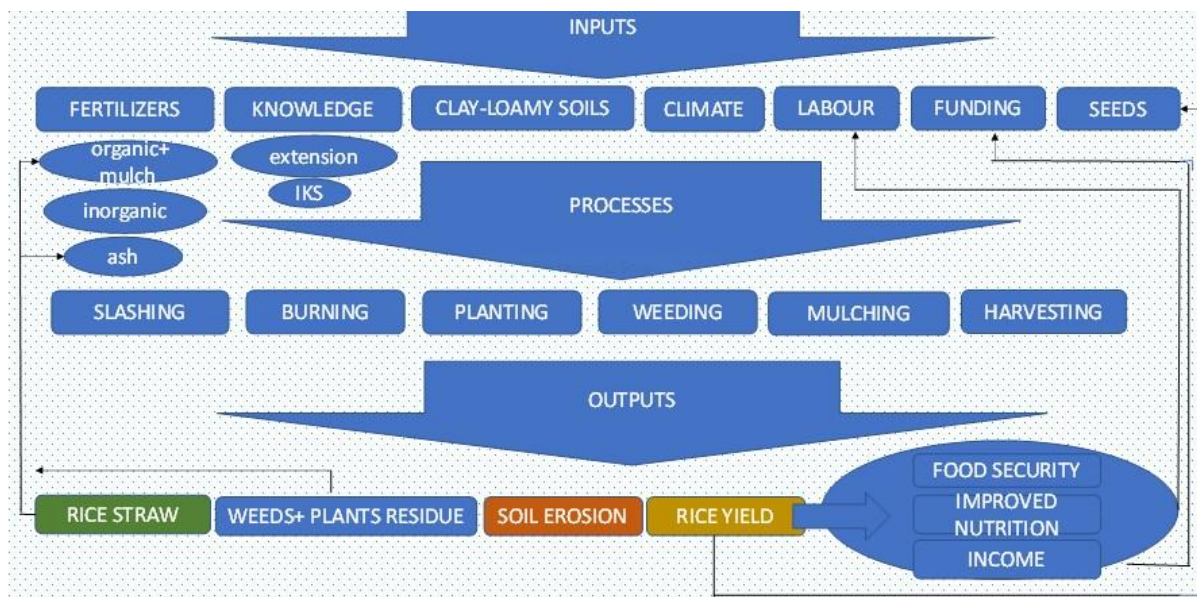 INPUTS
FERTILIZERS
KNOWLEDGE
CLAY-LOAMY SOILS
CLIMATE
LABOUR
FUNDING
SEEDS
organic+
mulch
inorganic
ash
extension
IKS
PROCESSES
SLASHING
BURNING
PLANTING
WEEDING
MULCHING
HARVESTING
OUTPUTS
RICE STRAW
WEEDS+ PLANTS RESIDUE
SOIL EROSION
RICE YIELD
FOOD SECURITY
IMPROVED
NUTRITION
INCOME